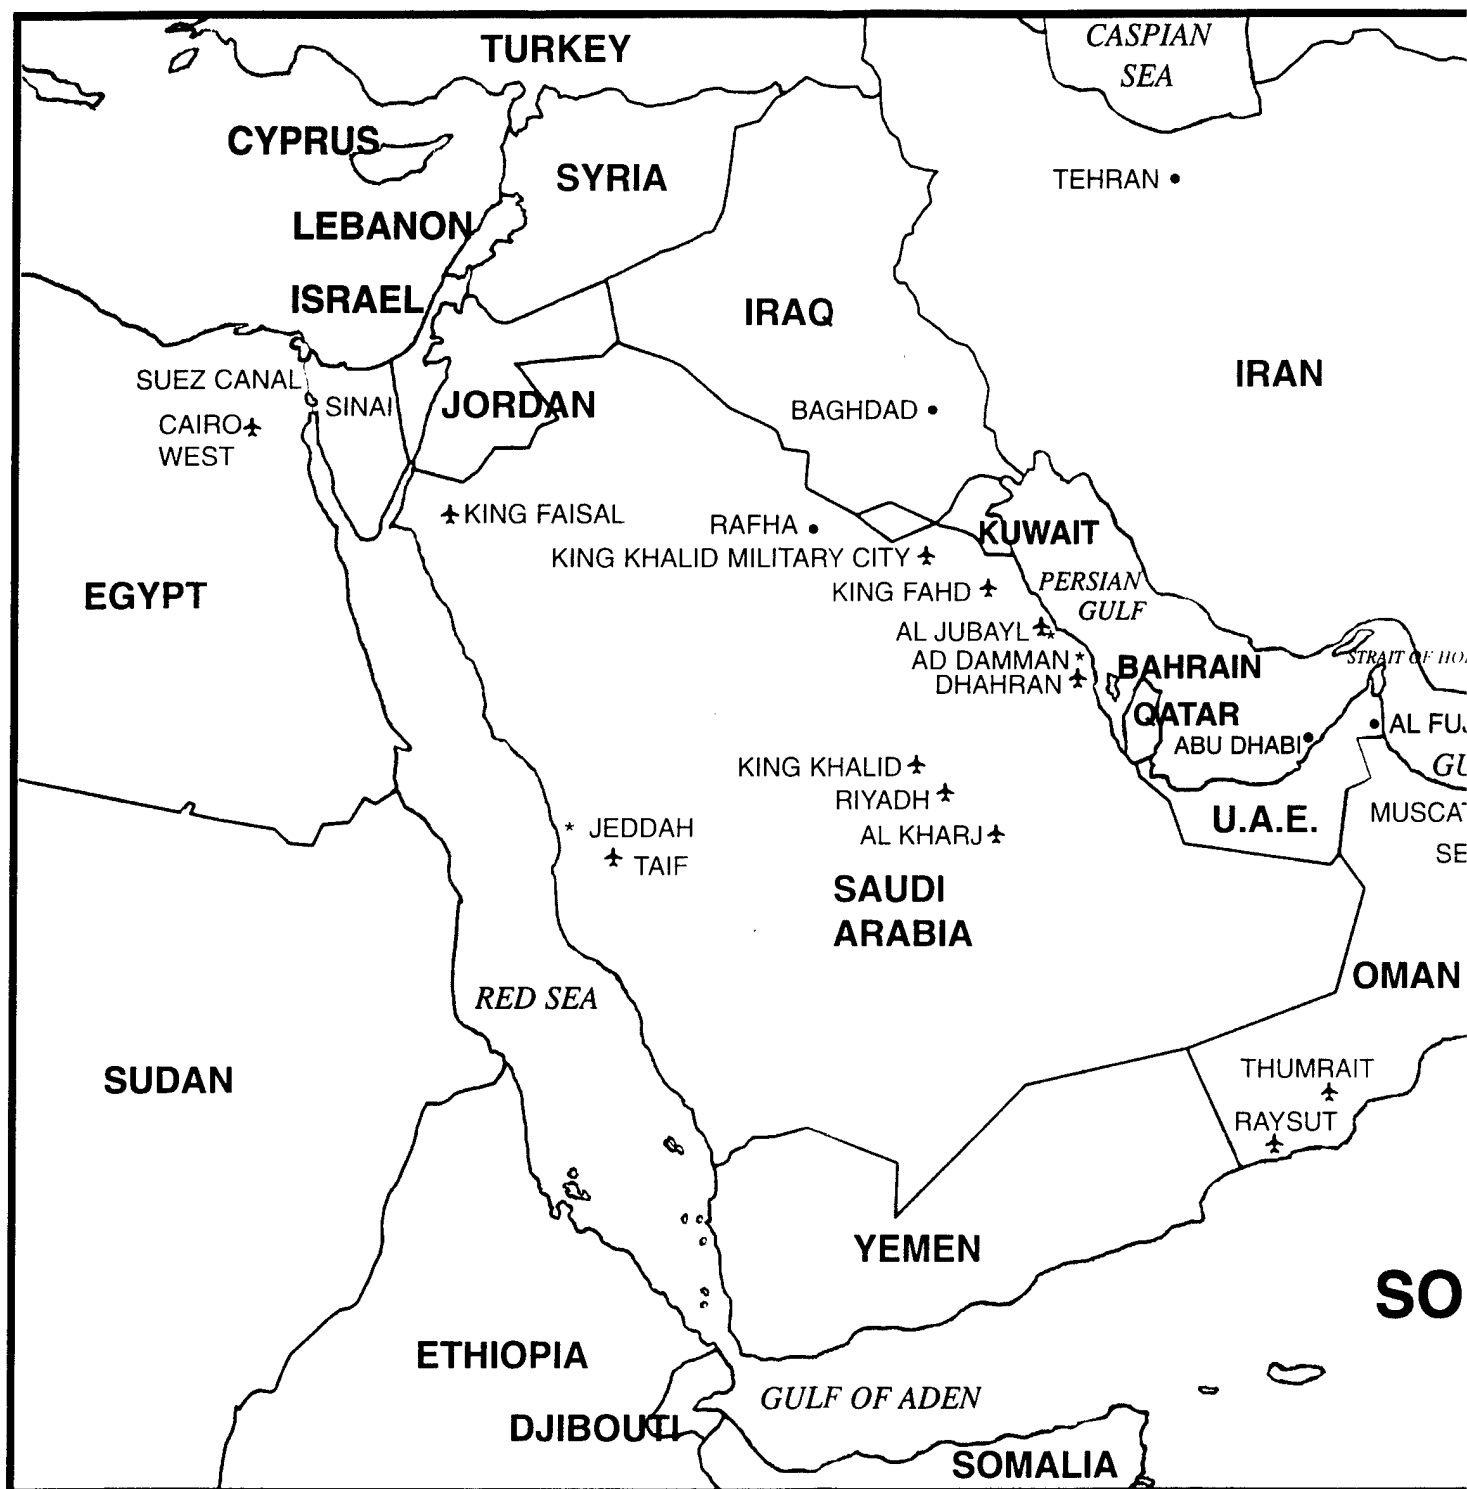 TURKEY
CASPIAN
SEA
CYPRUS
SYRIA
TEHRAN
LEBANON
ISRAEL
IRAQ
IRAN
SUEZ CANAL
SINAI
JORDAN
BAGHDAD
CAIRO
WEST
KING FAISAL
RAFHA
KUWAIT
KING KHALID MILITARY CITY
EGYPT
KING FAHD
PERSIAN
GULF
AL JUBAYL
AD DAMMAN
DHAHRAN
BAHRAIN
STRAIT OF
QATAR
ABU DHABI
AL
KING KHALID
RIYADH
U.A.E.
MUSCAT
JEDDAH
AL KHARJ
TAIF
SAUDI
ARABIA
OMAN
RED SEA
SUDAN
THUMRAIT
RAYSUT
YEMEN
SO
ETHIOPIA
GULF OF ADEN
DJIBOUTI
SOMALIA